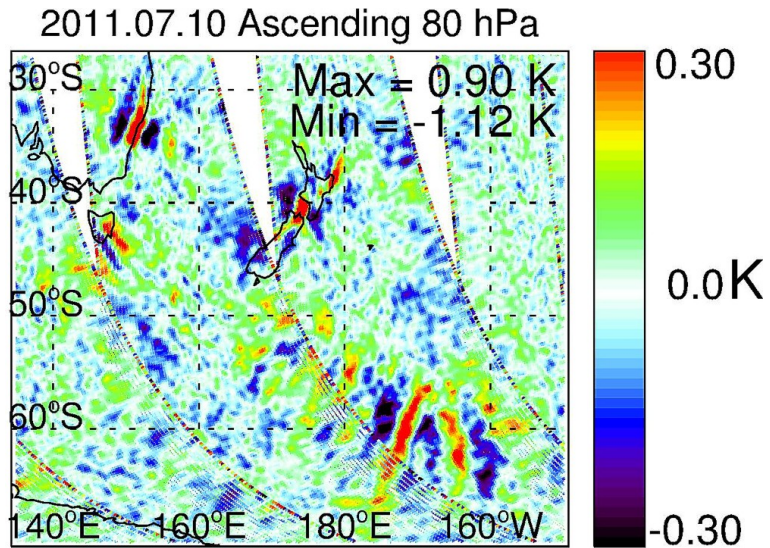 2011.07.10 Ascending 80 hPa
30°S
Max = 0.90 K
Min = -1.12 K
40°S
50°S
60°S
140°E 160°E 180°E 160°W
0.30
0.0K
-0.30